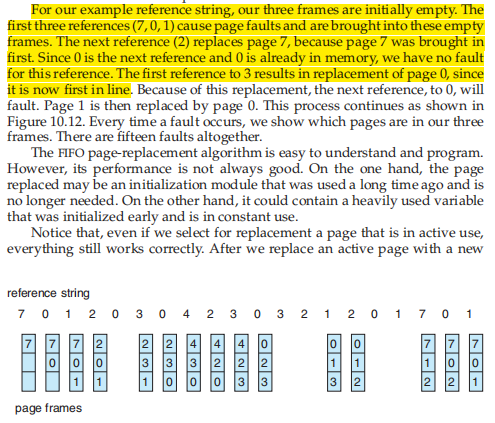 For our example reference string, our three frames are initially empty. The
first three references (7, 0, 1) cause page faults and are brought into these empty
frames. The next reference (2) replaces page 7, because page 7 was brought in
first. Since 0 is the next reference and 0 is already in memory, we have no fault
for this reference. The first reference to 3 results in replacement of page 0, since
it is now first in line. Because of this replacement, the next reference, to 0, will
fault. Page 1 is then replaced by page 0. This process continues as shown in
Figure 10.12. Every time a fault occurs, we show which pages are in our three
frames. There are fifteen faults altogether.
The FIFO page-replacement algorithm is easy to understand and program.
However, its performance is not always good. On the one hand, the page
replaced may be an initialization module that was used a long time ago and is
no longer needed. On the other hand, it could contain a heavily used variable
that was initialized early and is in constant use.
Notice that, even if we select for replacement a page that is in active use,
everything still works correctly. After we replace an active page with a new
reference string
7 0 1 2 0 3 0 4 2 3 0 3 2 1 2 0 1 7 0 1
7 7 7 2 2 2 4 4 4 0 0 0 7 7 7
0 0 0 3 3 3 2 2 2 1 1 1 0 0
1 1 1 0 0 0 3 3 3 2 2 2 1
page frames